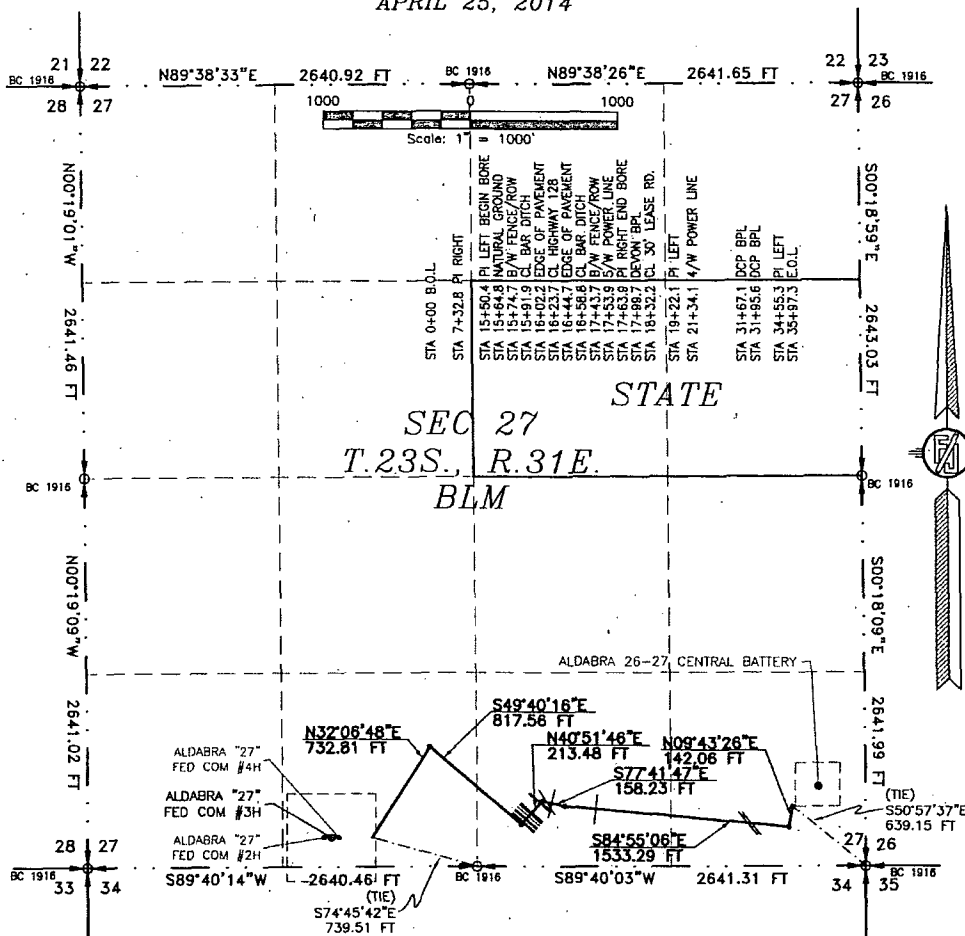 APRIL 25, 2014
21 22
BC 1916
28 27
N89°38'33"E 2640.92 FT
BC 1916
N89°38'26"E 2641.65 FT
22 23
27 26
BC 1916
1000 0 1000
Scale: 1" = 1000'
N00°19'01"W 2641.46 FT
S00°18'59"E 2643.03 FT
STA 0+00 B.O.L.
STA 7+32.8 PI RIGHT
STA 15+50.4 PI LEFT BEGIN BORE
STA 15+64.8 NATURAL GROUND
STA 15+74.7 B/W FENCE/ROW
STA 15+91.9 CL BAR DITCH
STA 16+02.2 EDGE OF PAVEMENT
STA 16+23.7 CL HIGHWAY 128
STA 16+44.7 EDGE OF PAVEMENT
STA 16+58.8 CL BAR DITCH
STA 17+43.7 B/W FENCE/ROW
STA 17+53.9 S/W POWER LINE
STA 17+63.9 PI RIGHT END BORE
STA 17+99.7 DEVON BPL
STA 18+32.2 CL 30' LEASE RD.
STA 19+22.1 PI LEFT
STA 21+34.1 4/W POWER LINE
STA 31+67.1 DCP BPL
STA 31+95.6 DCP BPL
STA 34+55.3 PI LEFT
STA 35+97.3 E.O.L.
STATE
SEC 27
T.23S., R.31E.
BLM
BC 1916
BC 1916
N00°19'09"W 2641.02 FT
S00°18'09"E 2641.99 FT
ALDABRA 26-27 CENTRAL BATTERY
S49°40'16"E
817.56 FT
N32°06'48"E
732.81 FT
N40°51'46"E
213.48 FT
N09°43'26"E
142.06 FT
S77°41'47"E
158.23 FT
ALDABRA "27"
FED COM #4H
ALDABRA "27"
FED COM #3H
ALDABRA "27"
FED COM #2H
(TIE)
S50°57'37"E
639.15 FT
S84°55'06"E
1533.29 FT
28 27
BC 1916
33 34
S89°40'14"W 2640.46 FT
BC 1916
S89°40'03"W 2641.31 FT
27 26
BC 1916
34 35
(TIE)
S74°45'42"E
739.51 FT